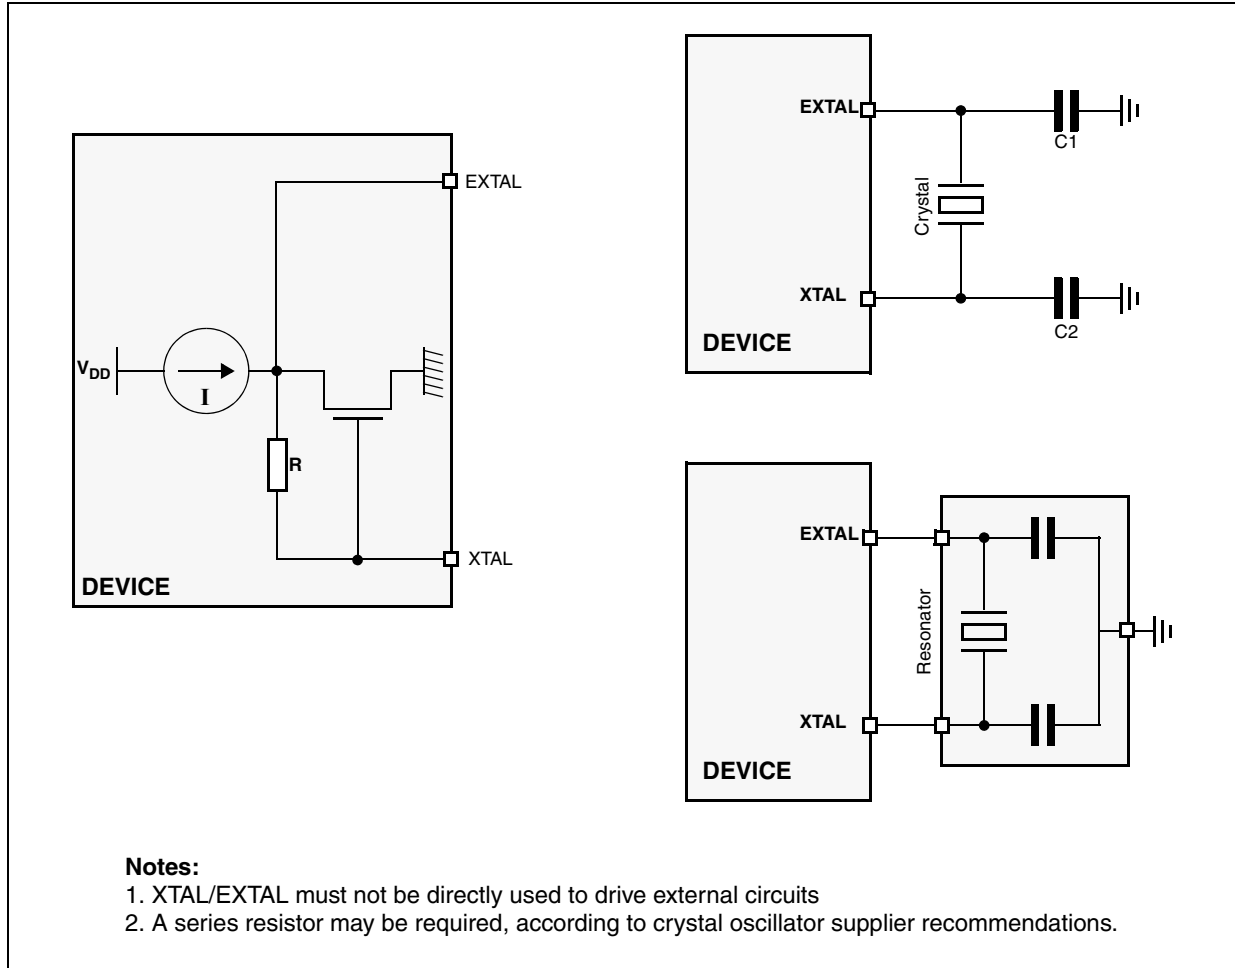 EXTAL
V_DD
I
R
XTAL
DEVICE
EXTAL
C1
Crystal
XTAL
C2
DEVICE
EXTAL
Resonator
XTAL
DEVICE
Notes:
1. XTAL/EXTAL must not be directly used to drive external circuits
2. A series resistor may be required, according to crystal oscillator supplier recommendations.